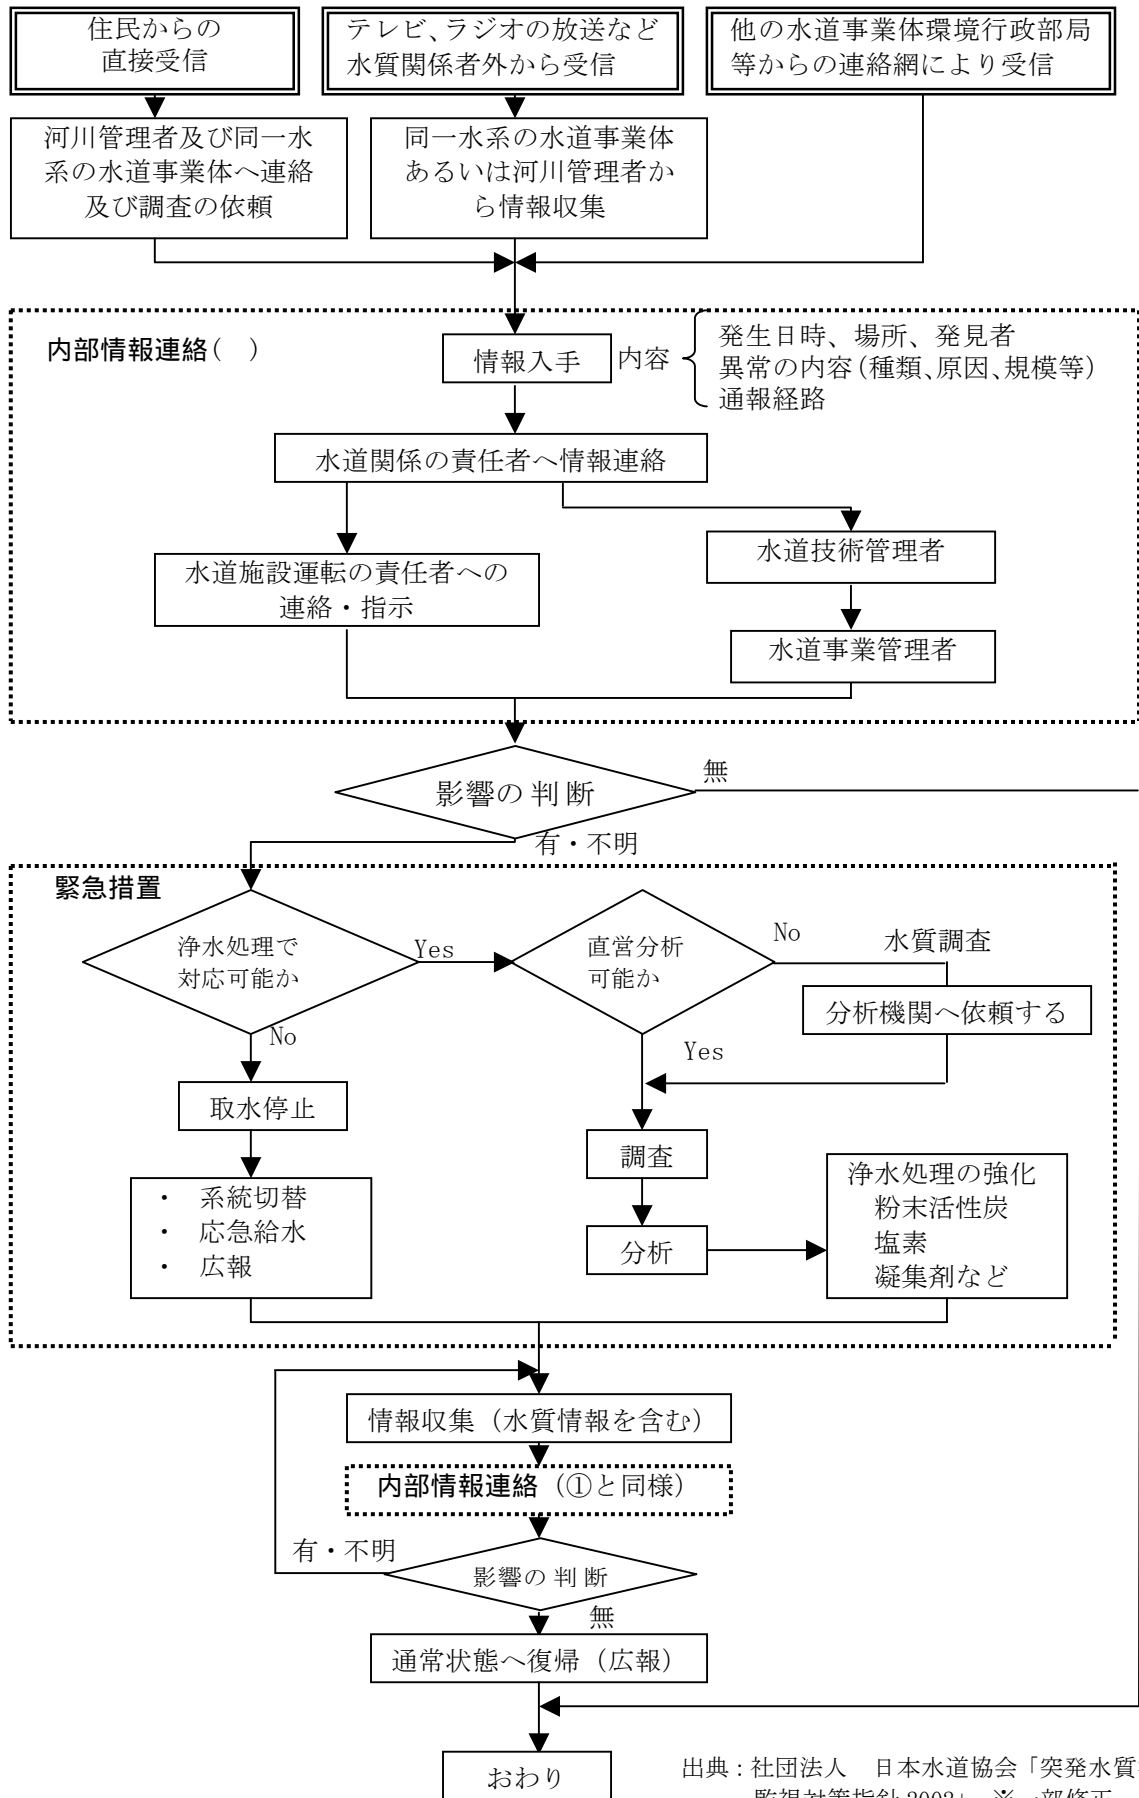 住民からの
直接受信
テレビ、ラジオの放送など
水質関係者外から受信
他の水道事業体環境行政部局
等からの連絡網により受信
河川管理者及び同一水
系の水道事業体へ連絡
及び調査の依頼
同一水系の水道事業体
あるいは河川管理者か
ら情報収集
内部情報連絡(　)
情報入手
内容
発生日時、場所、発見者
異常の内容(種類、原因、規模等)
通報経路
水道関係の責任者へ情報連絡
水道施設運転の責任者への
連絡・指示
水道技術管理者
水道事業管理者
影響の判断
無
有・不明
緊急措置
浄水処理で
対応可能か
Yes
直営分析
可能か
No
水質調査
分析機関へ依頼する
No
Yes
取水停止
調査
・　系統切替
・　応急給水
・　広報
分析
浄水処理の強化
粉末活性炭
塩素
凝集剤など
情報収集（水質情報を含む）
内部情報連絡（①と同様）
有・不明
影響の判断
無
通常状態へ復帰（広報）
おわり
出典：社団法人　日本水道協会「突発水質
監視対策指針 2002」　※一部修正